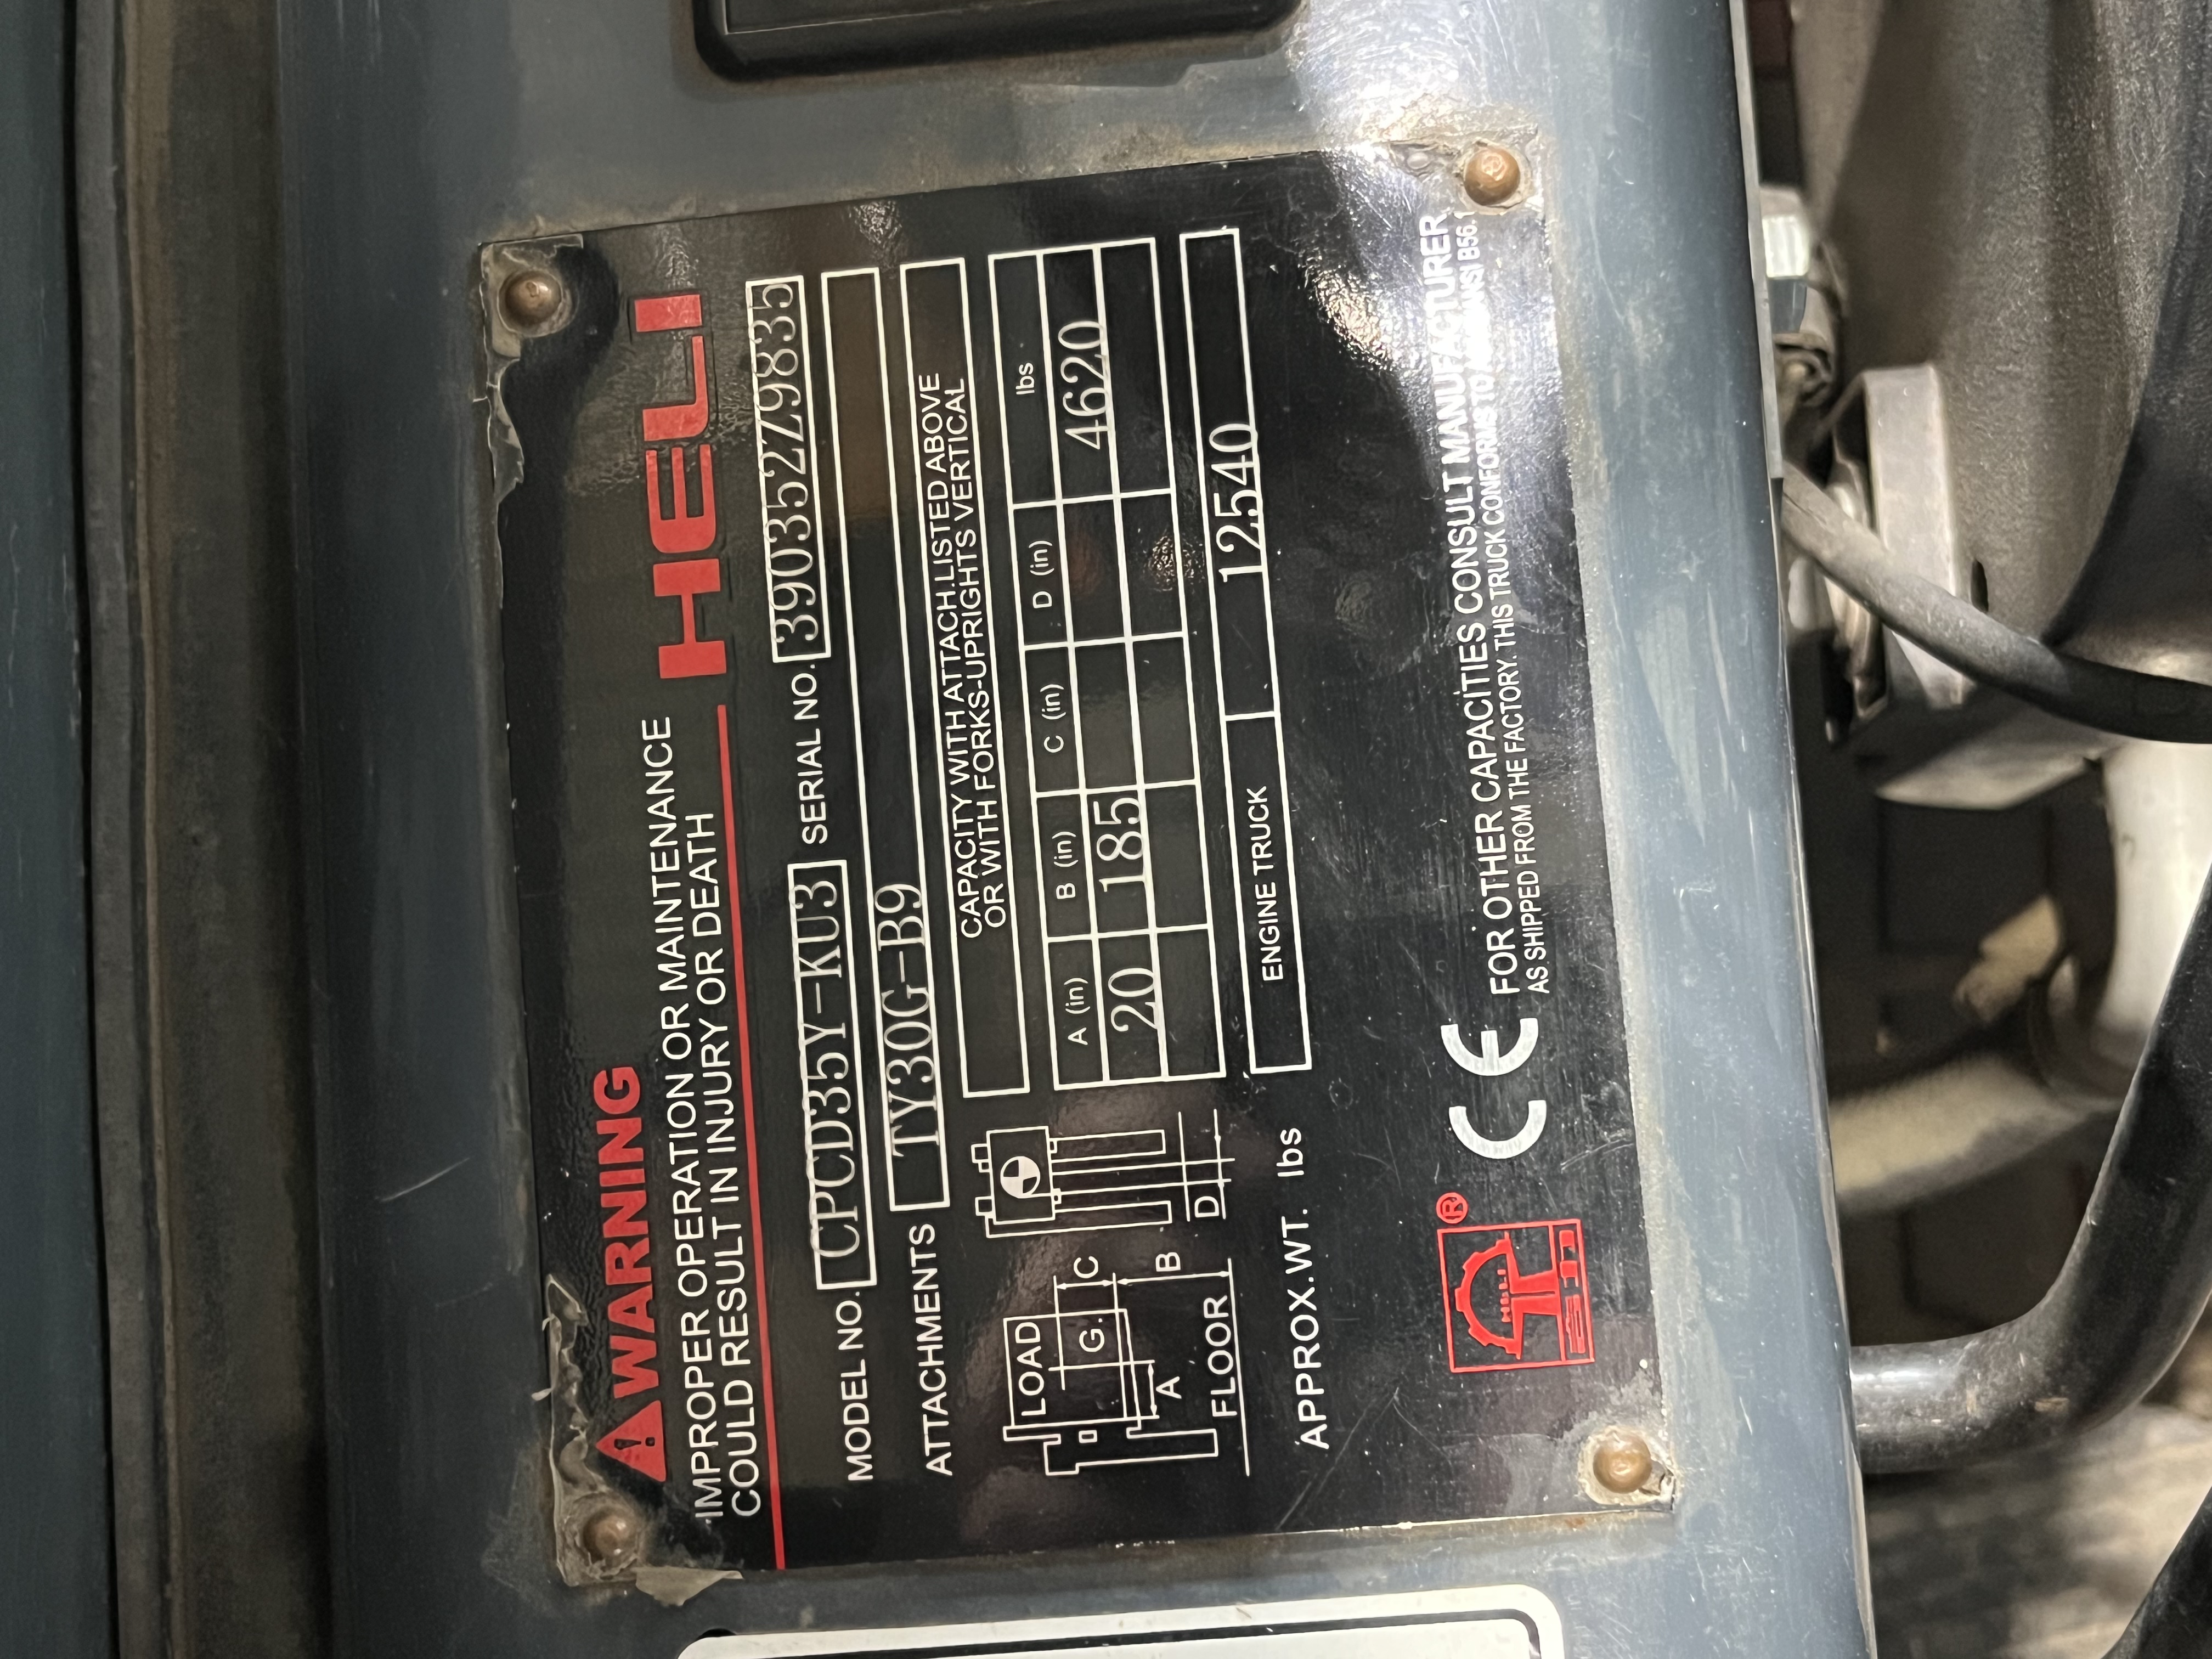 WARNING
IMPROPER OPERATION OR MAINTENANCE
COULD RESULT IN INJURY OR DEATH
HELI
MODEL NO. CPCD35Y-KU3 SERIAL NO. 390352Z9835
ATTACHMENTS TY30G-B9
CAPACITY WITH ATTACH.LISTED ABOVE
OR WITH FORKS-UPRIGHTS VERTICAL
LOAD
G.
C
A
B
FLOOR
D
A (in) B (in) C (in) D (in) lbs
20 185 4620
APPROX.WT. lbs ENGINE TRUCK 12540
®
CE
FOR OTHER CAPACITIES CONSULT MANUFACTURER
AS SHIPPED FROM THE FACTORY. THIS TRUCK CONFORMS TO ANSI B56.1